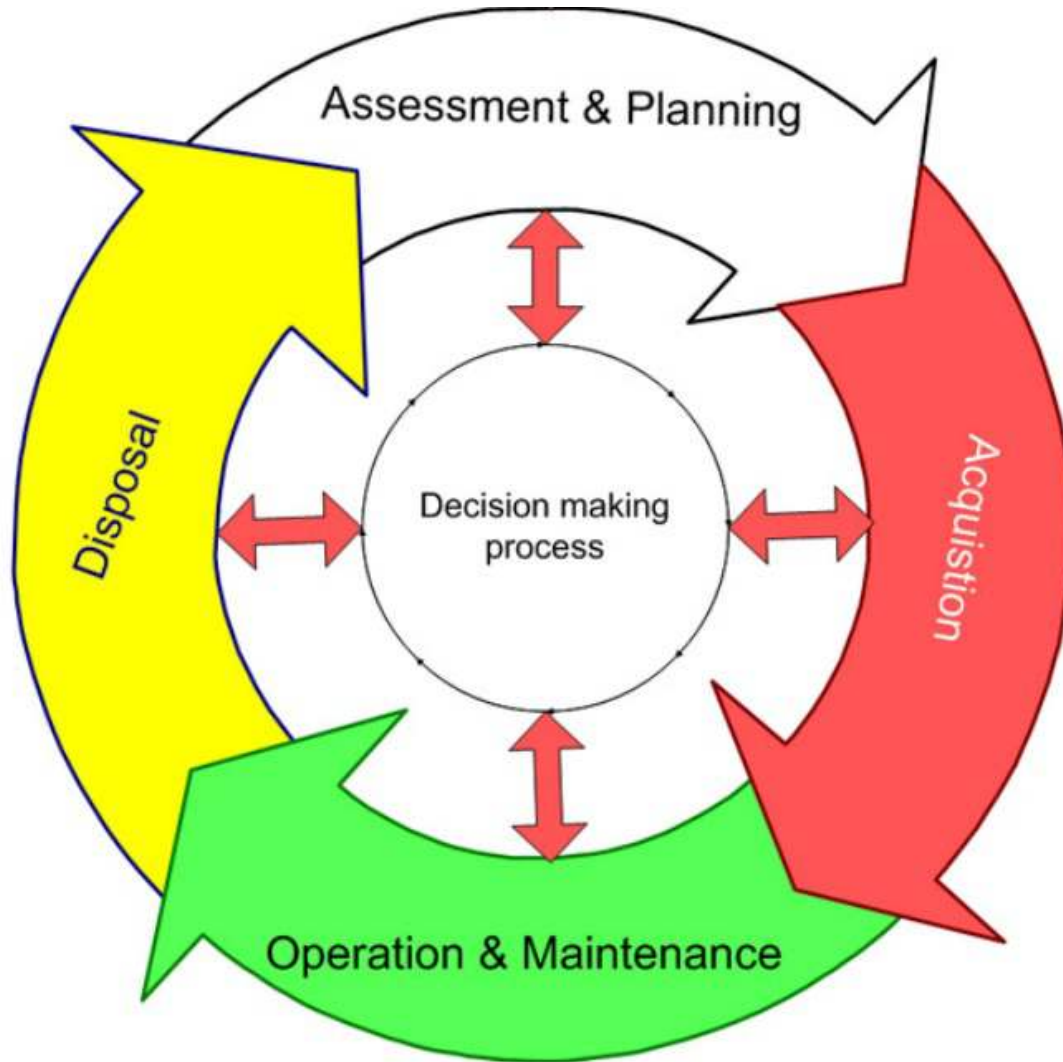 Assessment & Planning
Acquistion
Operation & Maintenance
Disposal
Decision making
process